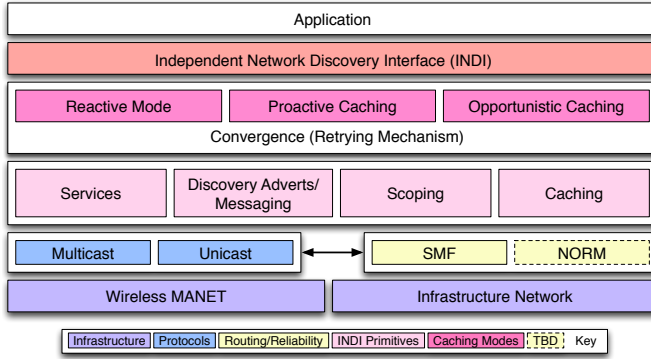 Application
Independent Network Discovery Interface (INDI)
Reactive Mode Proactive Caching Opportunistic Caching
Convergence (Retrying Mechanism)
Services Discovery Adverts/ Scoping Caching
Messaging
Multicast Unicast SMF NORM
Wireless MANET Infrastructure Network
Infrastructure Protocols Routing/Reliability INDI Primitives Caching Modes TBD Key